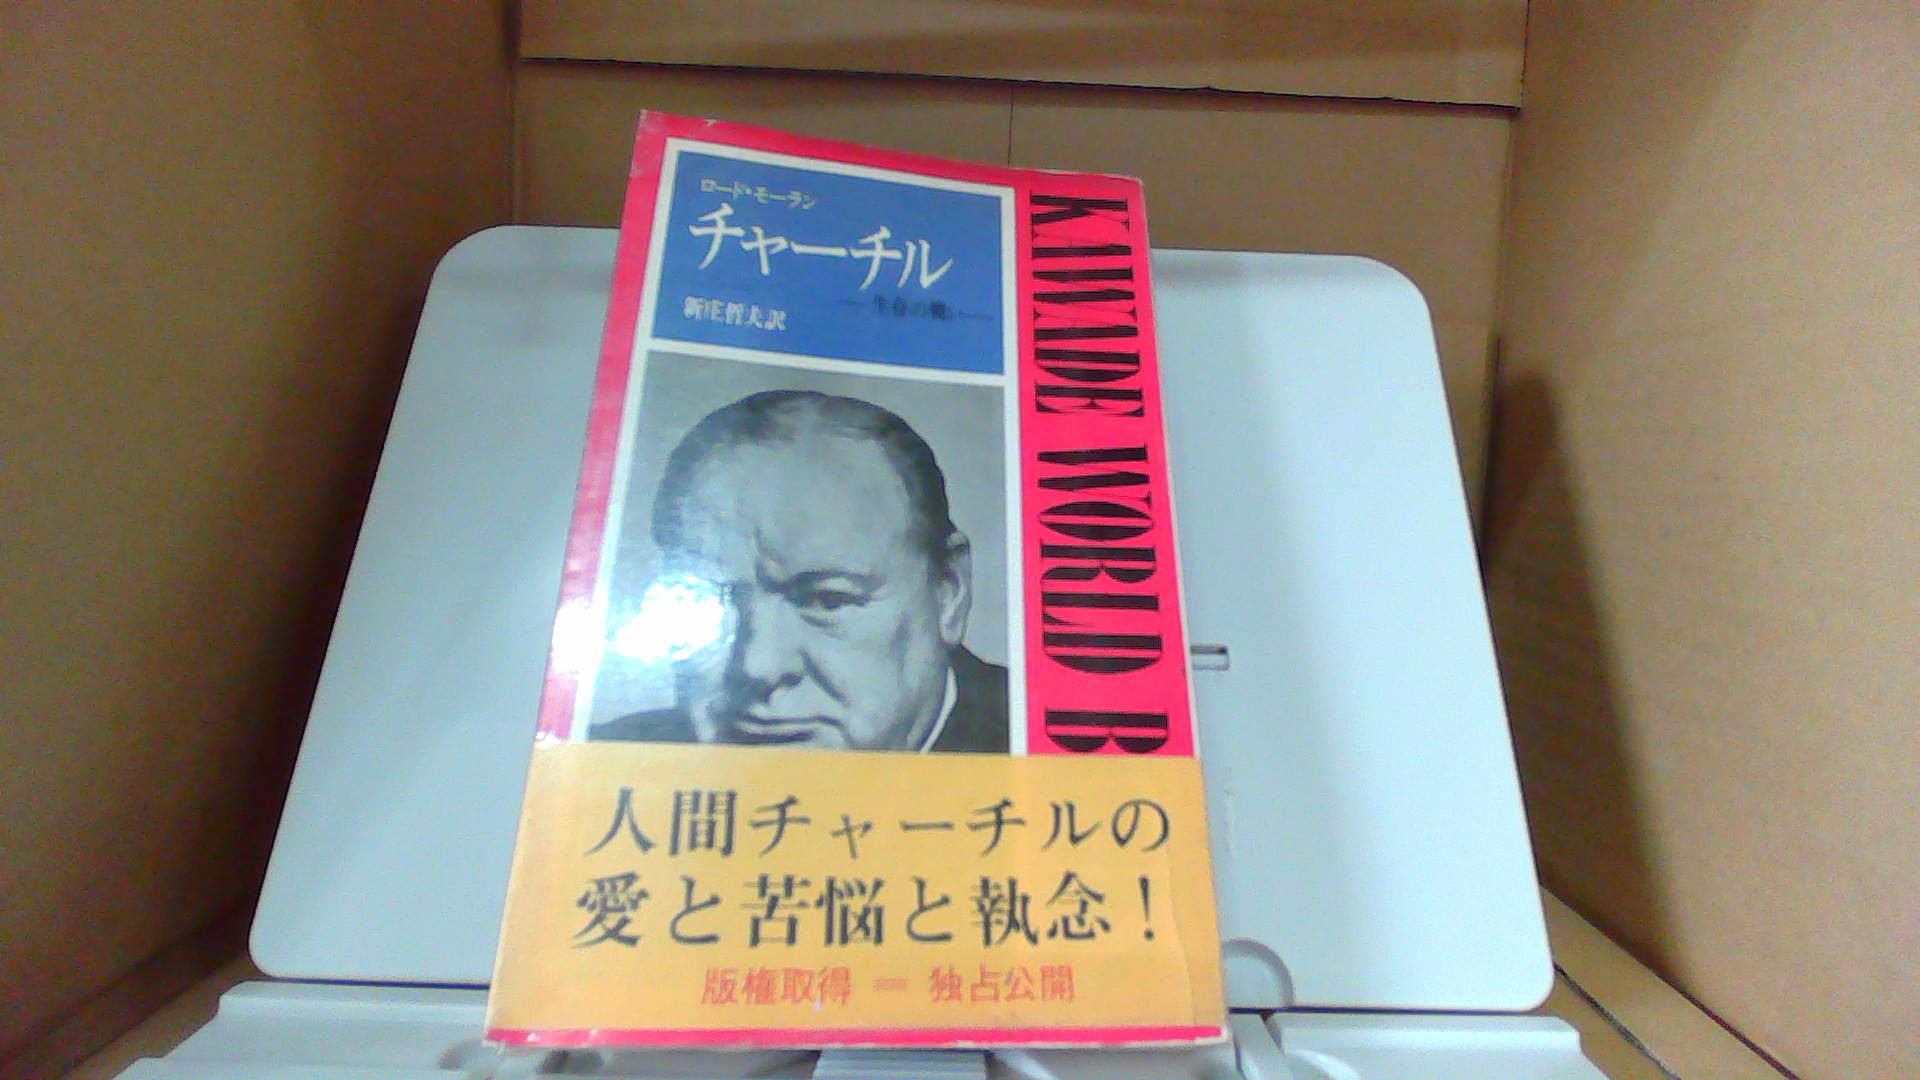 ロード・モーラン
チャーチル
―生存の戦い―
新庄哲夫訳
KAWADE WORLD B
人間チャーチルの
愛と苦悩と執念！
版権取得＝独占公開